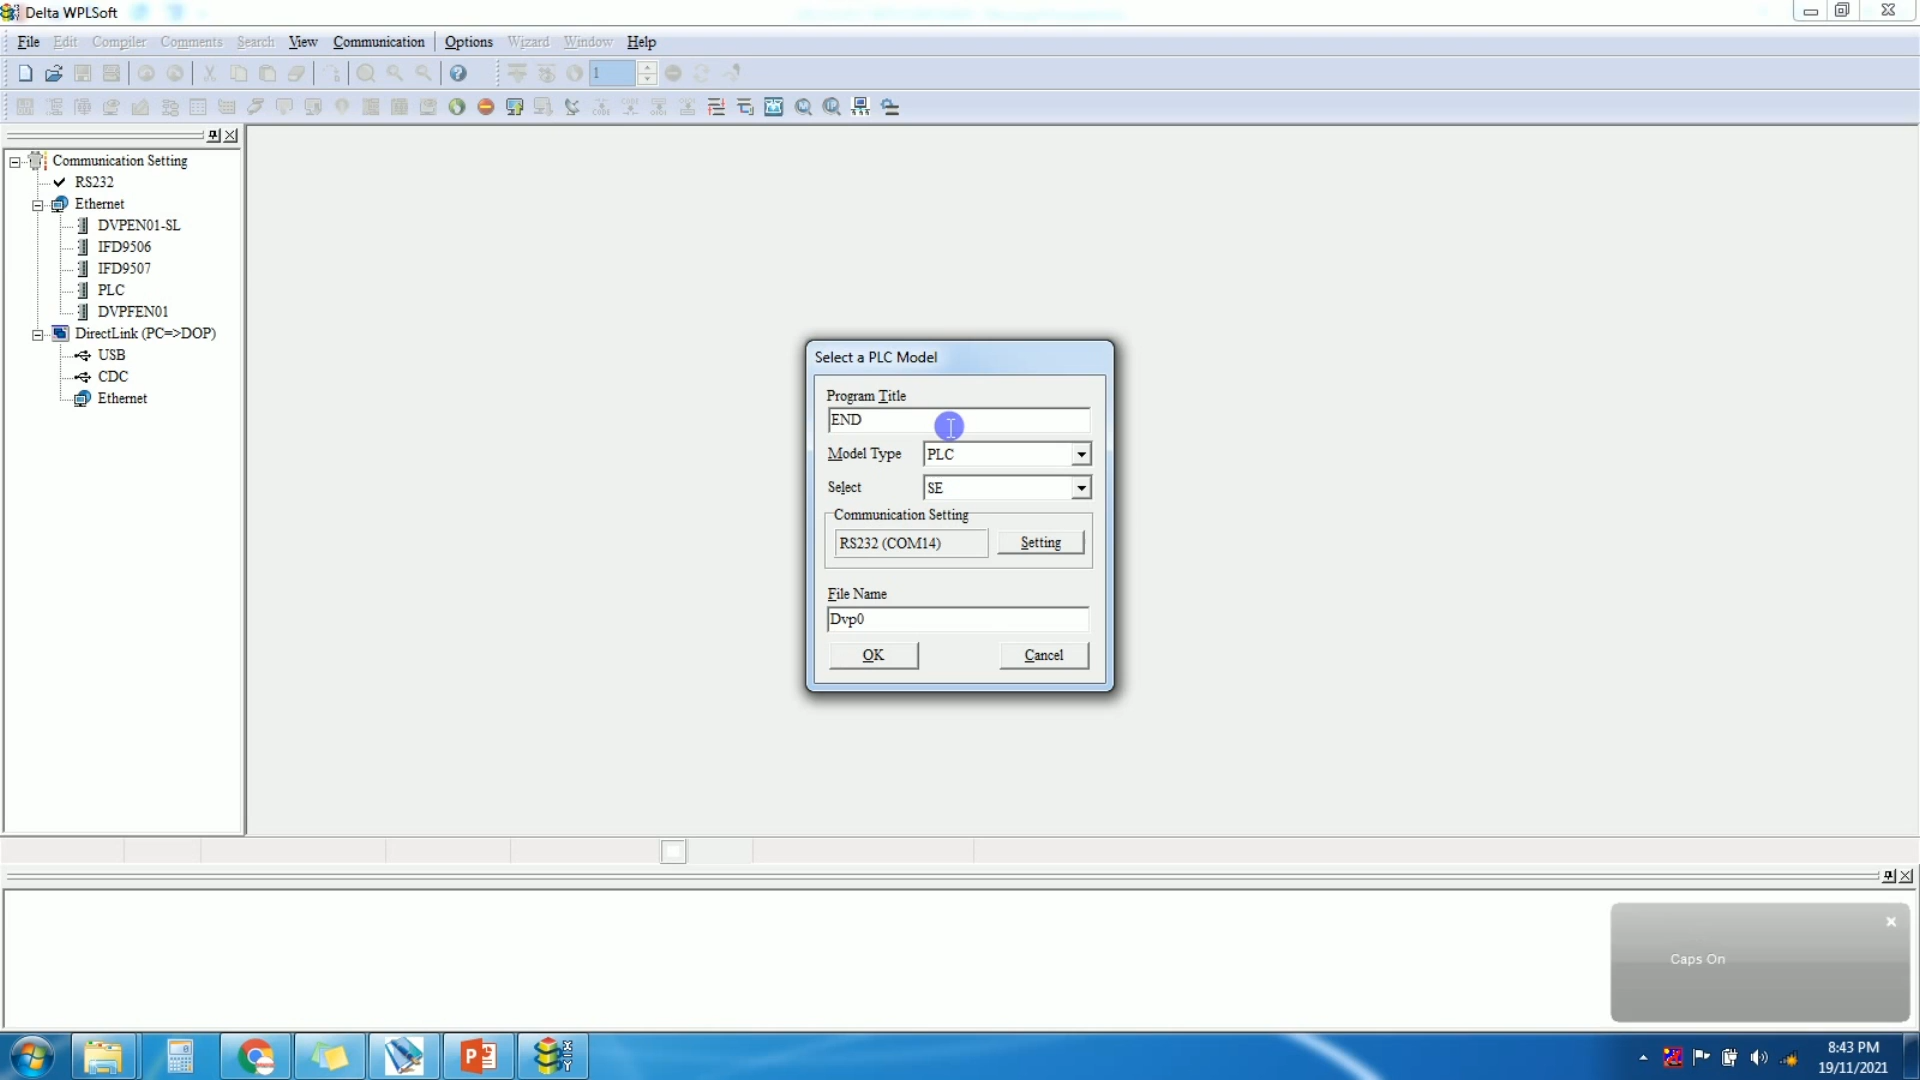 Delta WPLSoft
File Edit Compiler Comments Search View Communication Options Wizard Window Help
1
Communication Setting
RS232
Ethernet
DVPEN01-SL
IFD9506
IFD9507
PLC
DVPFEN01
DirectLink (PC=>DOP)
USB
CDC
Ethernet
Select a PLC Model
Program Title
END
Model Type PLC
Select SE
Communication Setting
RS232 (COM14) Setting
File Name
Dvp0
OK Cancel
Caps On
8:43 PM
19/11/2021